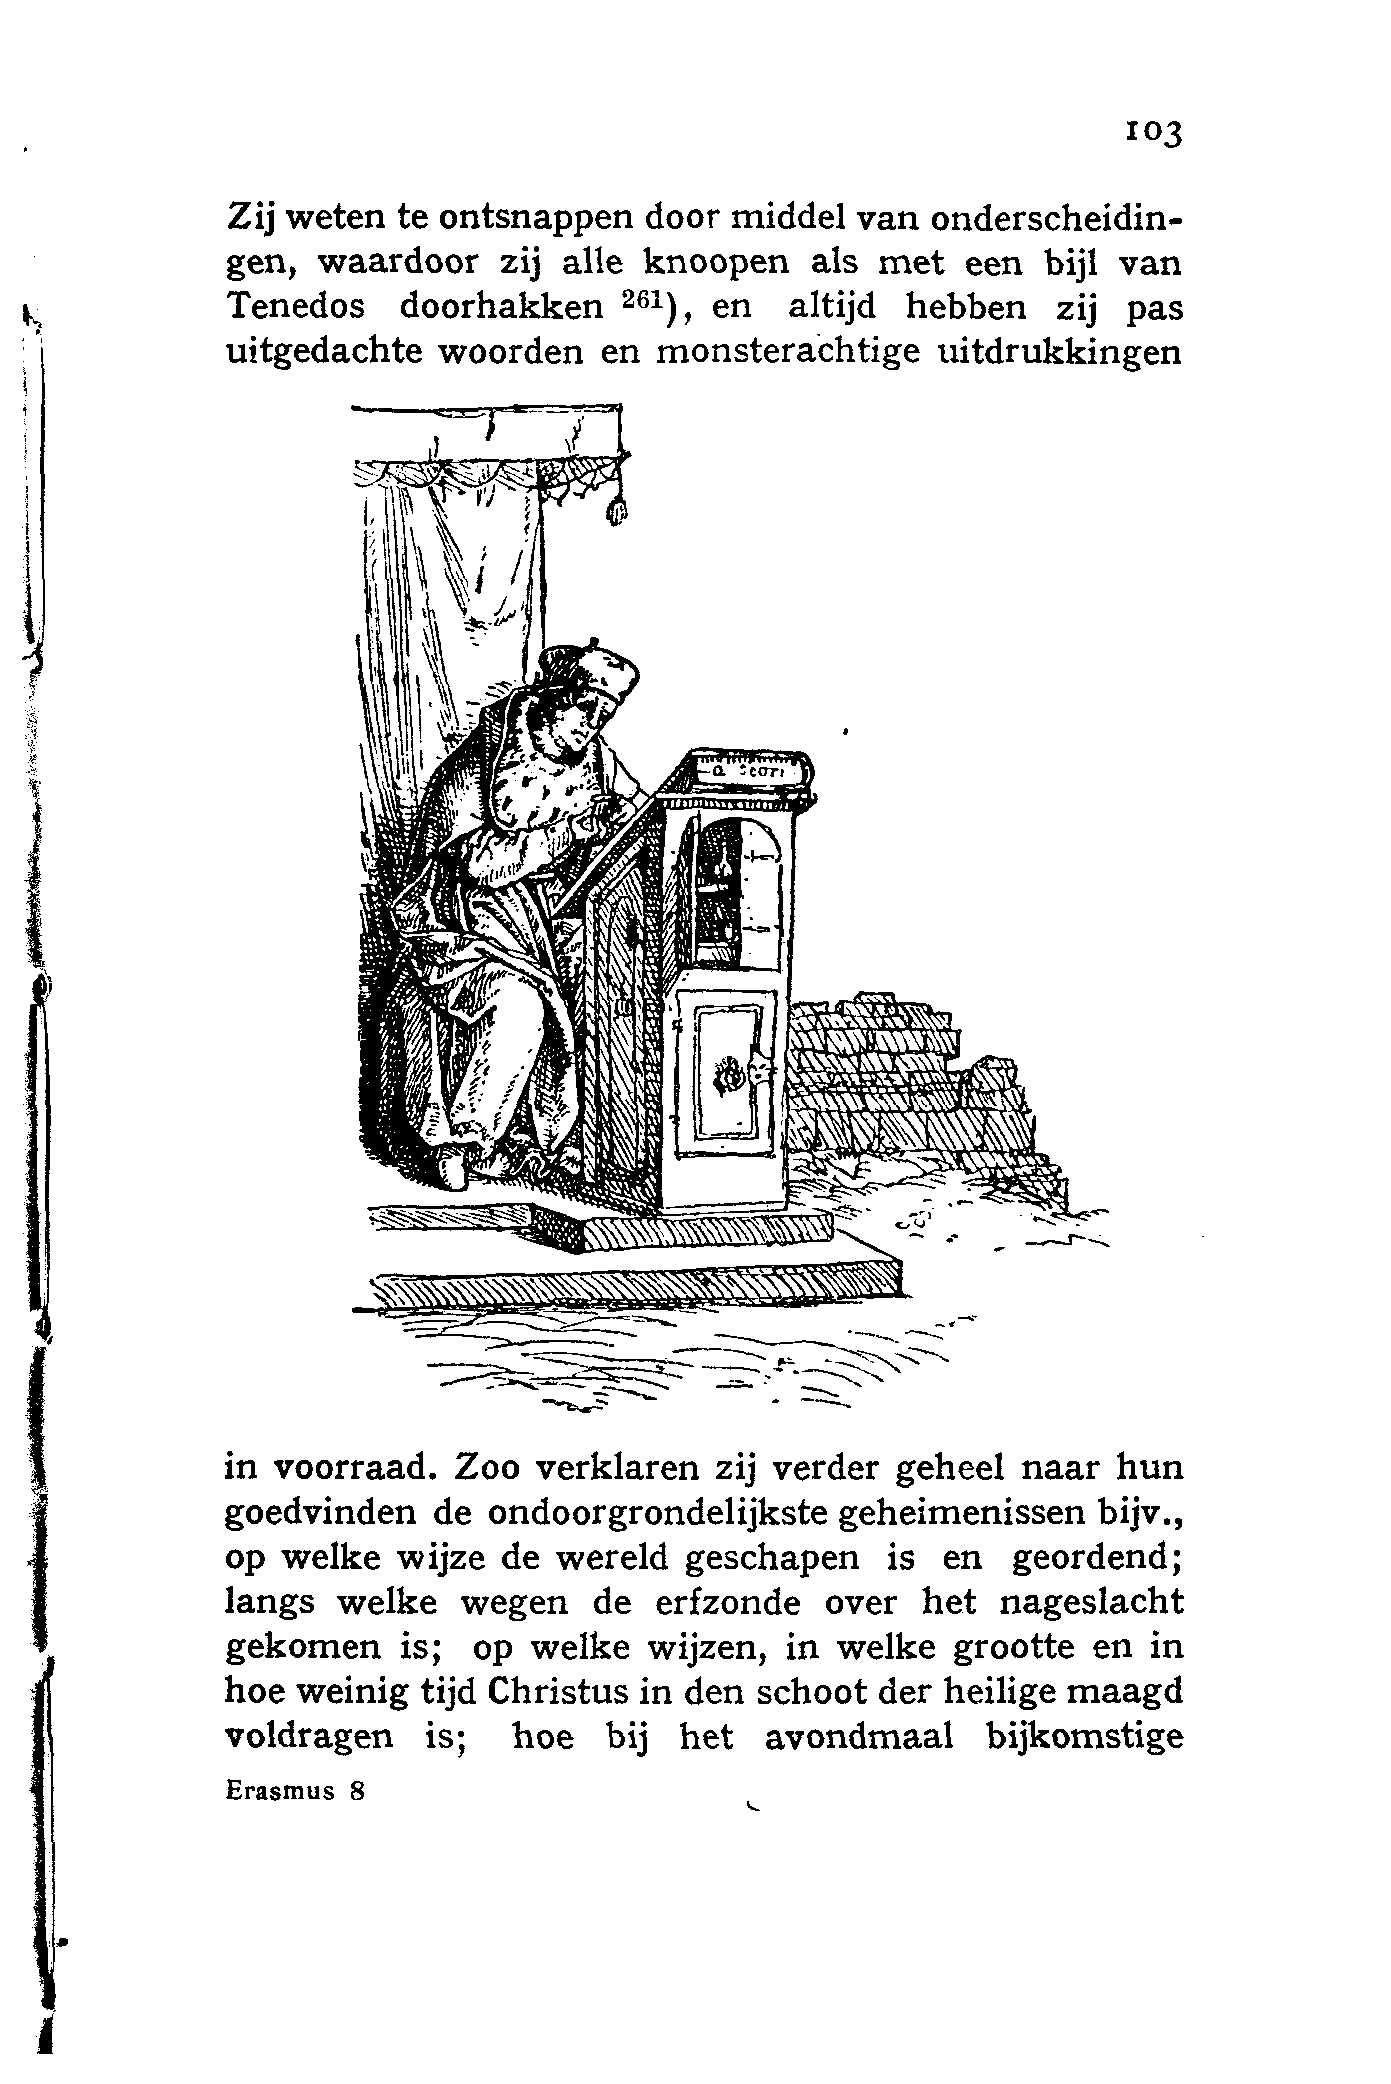 103
Zij weten te ontsnappen door middel van onderscheidin-
gen, waardoor zij alle knoopen als met een bijl van
Tenedos doorhakken ²⁶¹), en altijd hebben zij pas
uitgedachte woorden en monsterachtige uitdrukkingen
in voorraad. Zoo verklaren zij verder geheel naar hun
goedvinden de ondoorgrondelijkste geheimenissen bijv.,
op welke wijze de wereld geschapen is en geordend;
langs welke wegen de erfzonde over het nageslacht
gekomen is; op welke wijzen, in welke grootte en in
hoe weinig tijd Christus in den schoot der heilige maagd
voldragen is; hoe bij het avondmaal bijkomstige
Erasmus 8